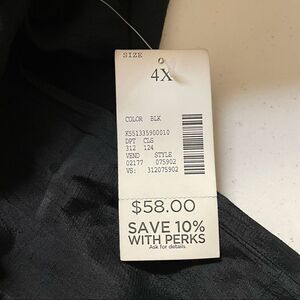 SIZE
4X
COLOR BLK
K551335900010
DPT CLS
312 124
VEND STYLE
02177 075902
VS: 312075902
$58.00
SAVE 10%
WITH PERKS
Ask for details.